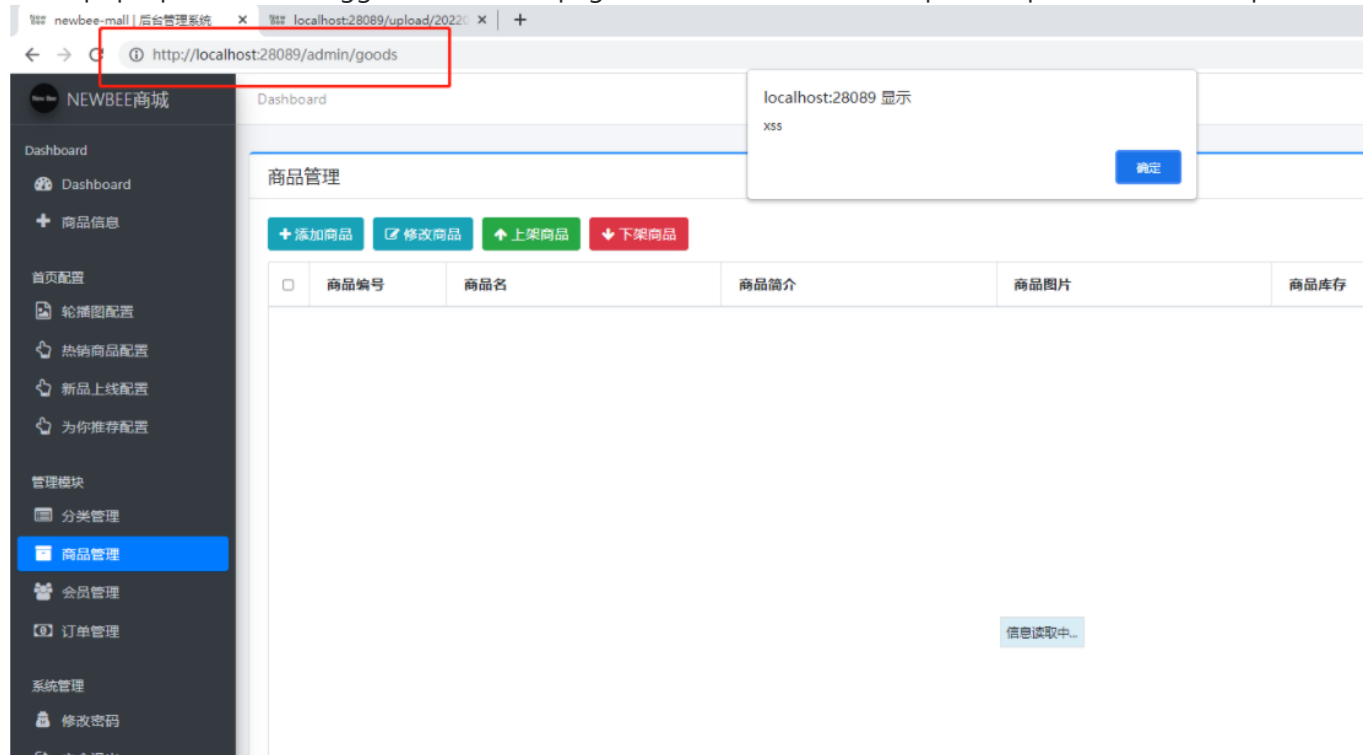 newbee-mall | 后台管理系统
localhost:28089/upload/2022
http://localhost:28089/admin/goods
NEWBEE商城
Dashboard
localhost:28089 显示
xss
确定
Dashboard
Dashboard
商品信息
首页配置
轮播图配置
热销商品配置
新品上线配置
为你推荐配置
管理模块
分类管理
商品管理
会员管理
订单管理
系统管理
修改密码
商品管理
添加商品 修改商品 上架商品 下架商品
商品编号 商品名 商品简介 商品图片 商品库存
信息读取中...